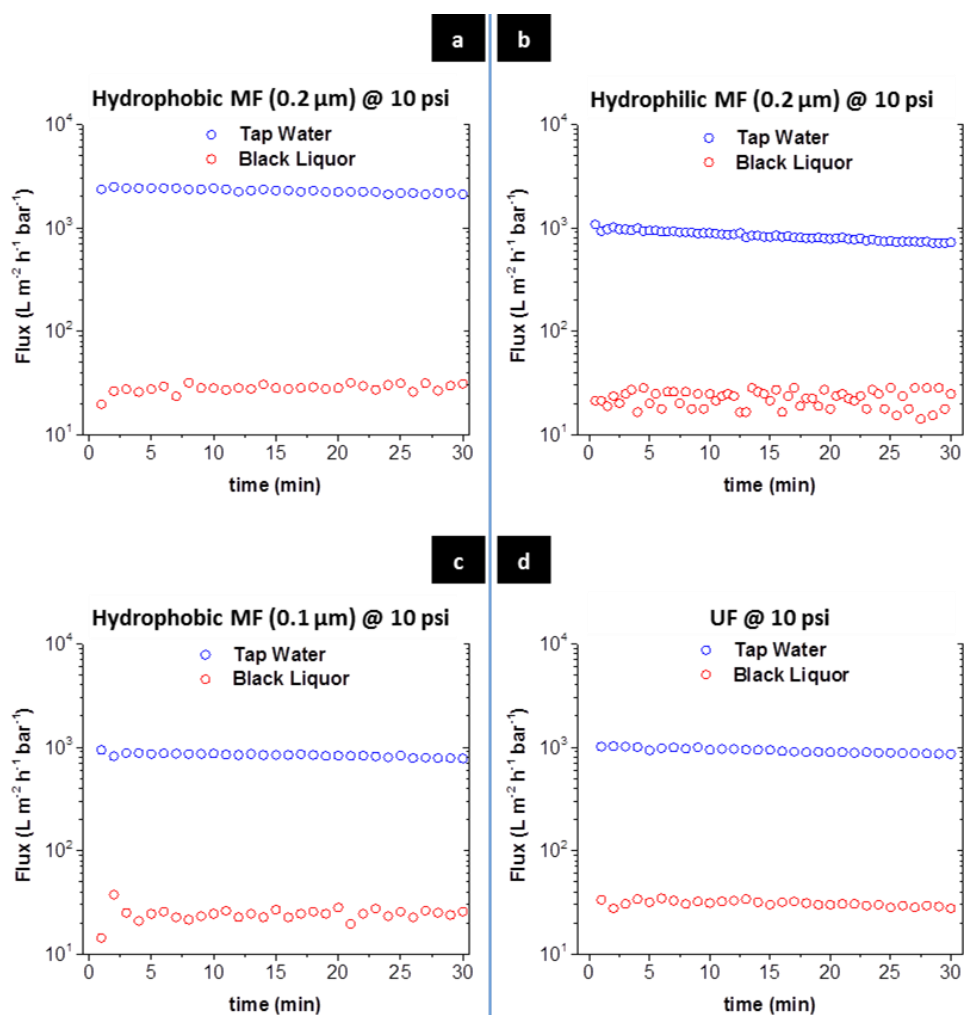 a
Hydrophobic MF (0.2 µm) @ 10 psi
Tap Water
Black Liquor
10⁴
10³
10²
10¹
Flux (L m⁻² h⁻¹ bar⁻¹)
0 5 10 15 20 25 30
time (min)
b
Hydrophilic MF (0.2 µm) @ 10 psi
Tap Water
Black Liquor
10⁴
10³
10²
10¹
Flux (L m⁻² h⁻¹ bar⁻¹)
0 5 10 15 20 25 30
time (min)
c
Hydrophobic MF (0.1 µm) @ 10 psi
Tap Water
Black Liquor
10⁴
10³
10²
10¹
Flux (L m⁻² h⁻¹ bar⁻¹)
0 5 10 15 20 25 30
time (min)
d
UF @ 10 psi
Tap Water
Black Liquor
10⁴
10³
10²
10¹
Flux (L m⁻² h⁻¹ bar⁻¹)
0 5 10 15 20 25 30
time (min)